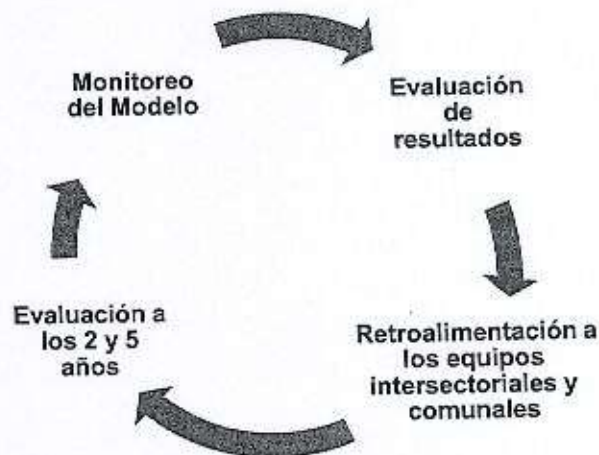 Monitoreo
del Modelo
Evaluación
de
resultados
Retroalimentación a
los equipos
intersectoriales y
comunales
Evaluación a
los 2 y 5
años